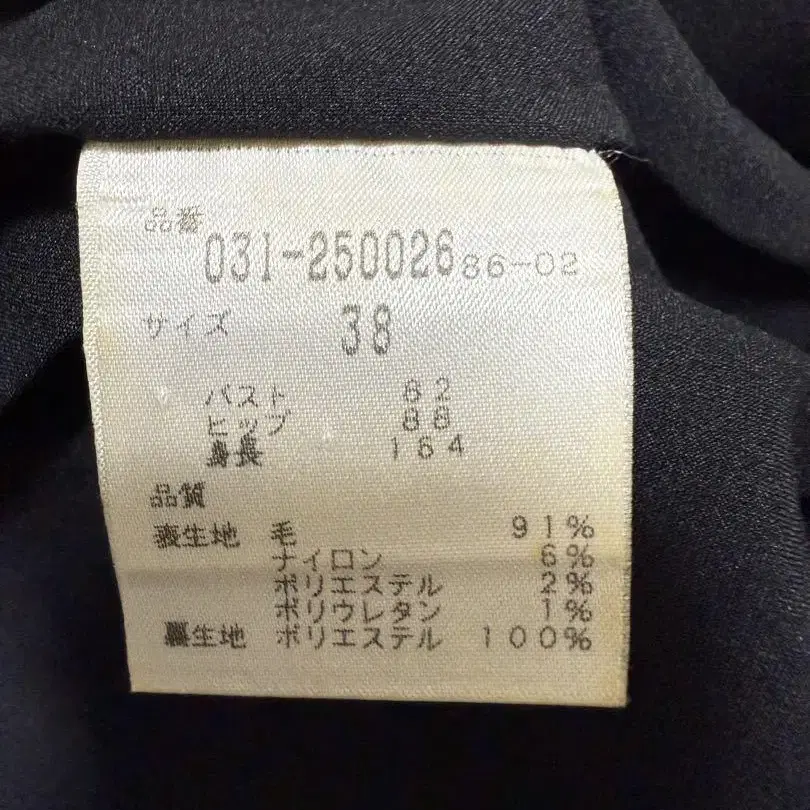 品番
031-250026 86-02
サイズ 38
バスト 82
ヒップ 88
身長 164
品質
表生地 毛 91%
ナイロン 6%
ポリエステル 2%
ポリウレタン 1%
裏生地 ポリエステル 100%